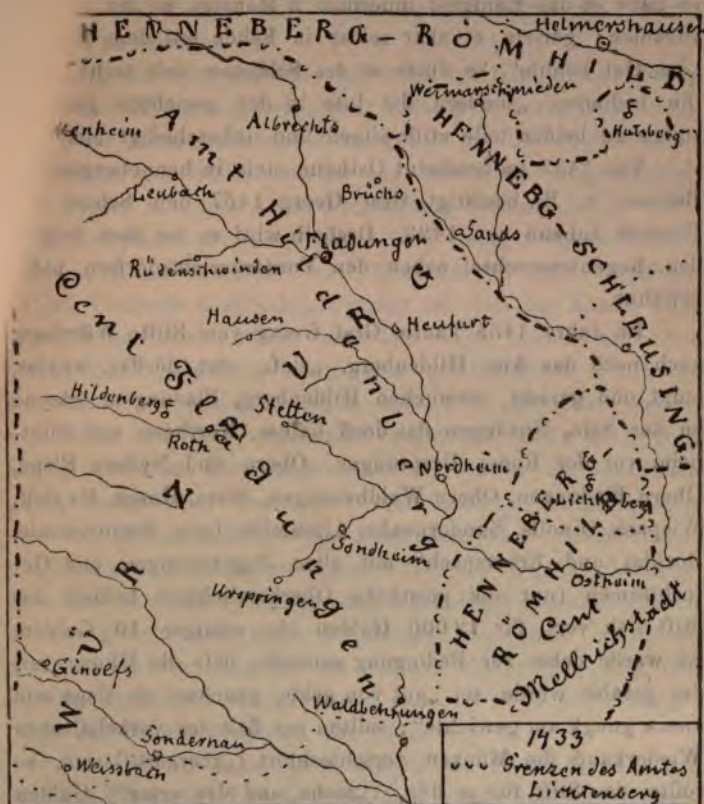 HENNEBERG-RÖMHILD
Helmershausen
Wetmarschmieden
Hutsberg
Albrechts
Amt Hildenberg
HENNEBG SCHLEUSING.
Leubach
Brüchs
Fladungen
Sands
Rüdenschwinden
Cent Fladungen
Hausen
Heufurt
WÜRZBURG
Hildenberg
Stetten
Roth
Nordheim
Lichtenberg
HENNEBERG
RÖMHILD
Sondheim
Ostheim
Urspringen
Cent
Mellrichstadt
Ginolfs
Waldbehrungen
Sondernau
Weissbach
1433
Grenzen des Amtes
Lichtenberg